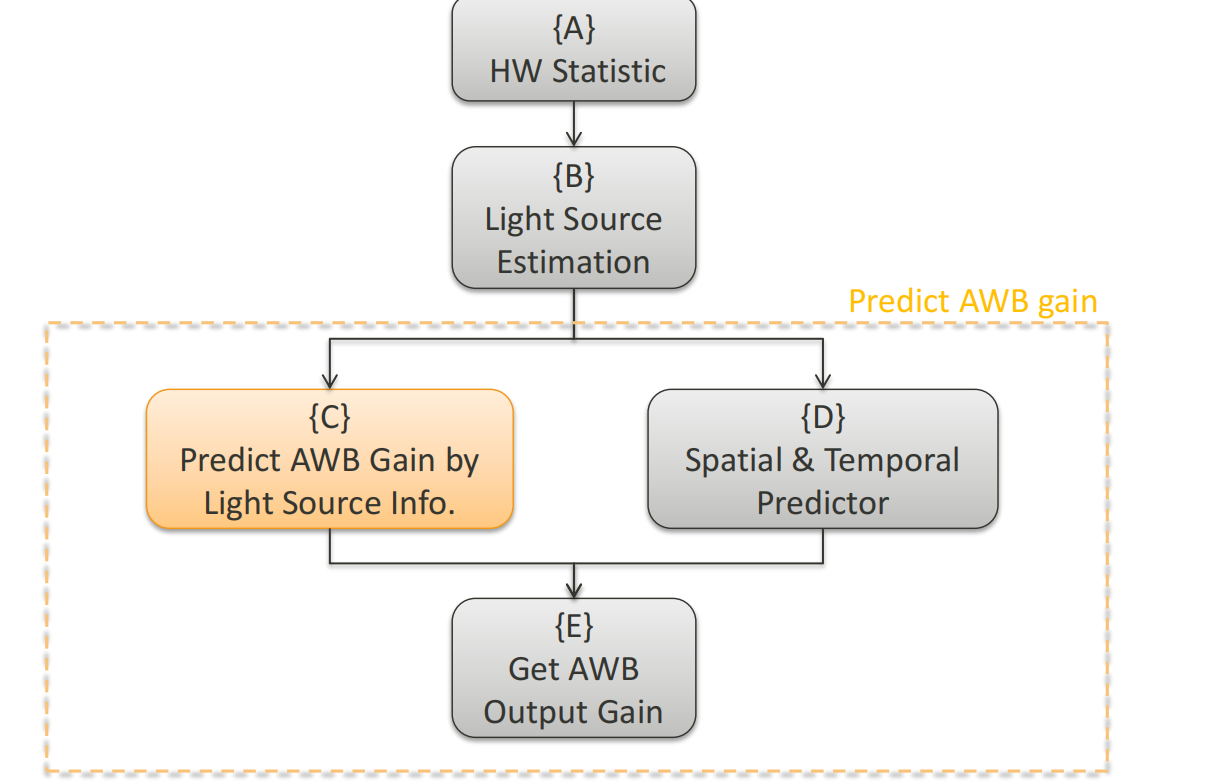 {A}
HW Statistic
{B}
Light Source
Estimation
Predict AWB gain
{C}
Predict AWB Gain by
Light Source Info.
{D}
Spatial & Temporal
Predictor
{E}
Get AWB
Output Gain